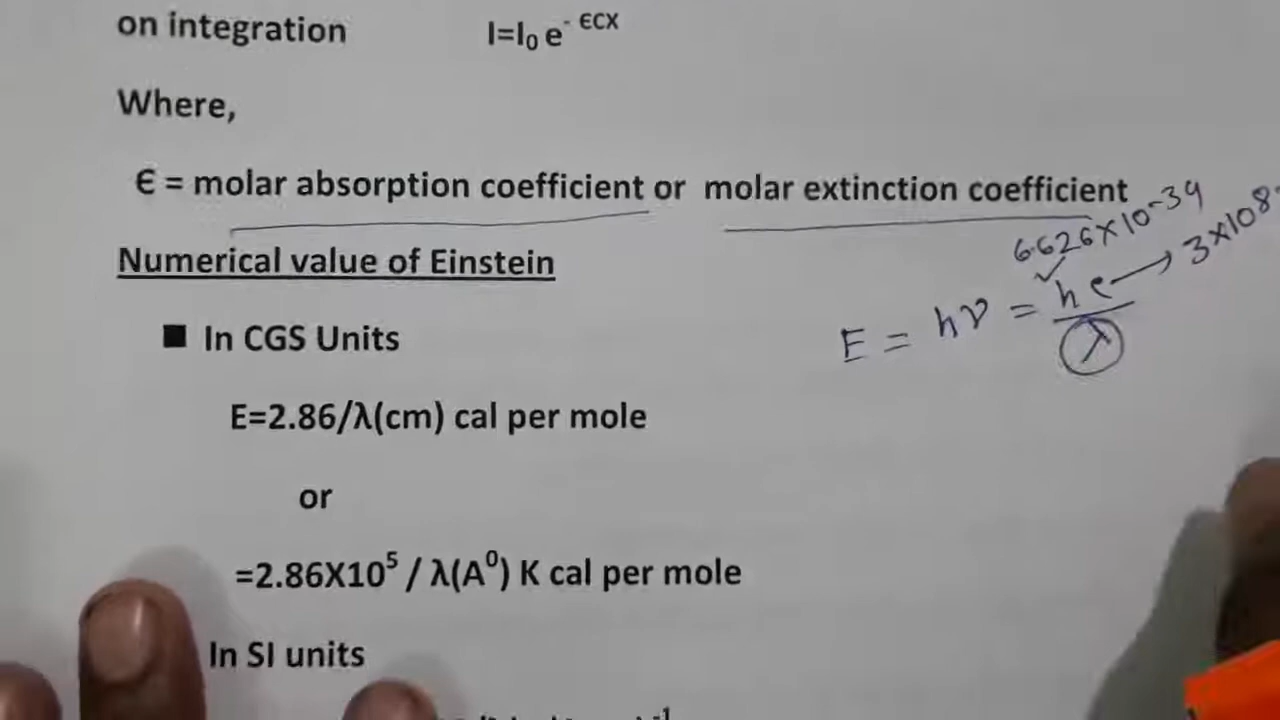 on integration I=I₀ e⁻ ᕮCX
Where,
Є = molar absorption coefficient or molar extinction coefficient
6.626×10-34
3×108
E = hν = hc
λ
Numerical value of Einstein
■ In CGS Units
E=2.86/λ(cm) cal per mole
or
=2.86X10⁵ / λ(A⁰) K cal per mole
In SI units